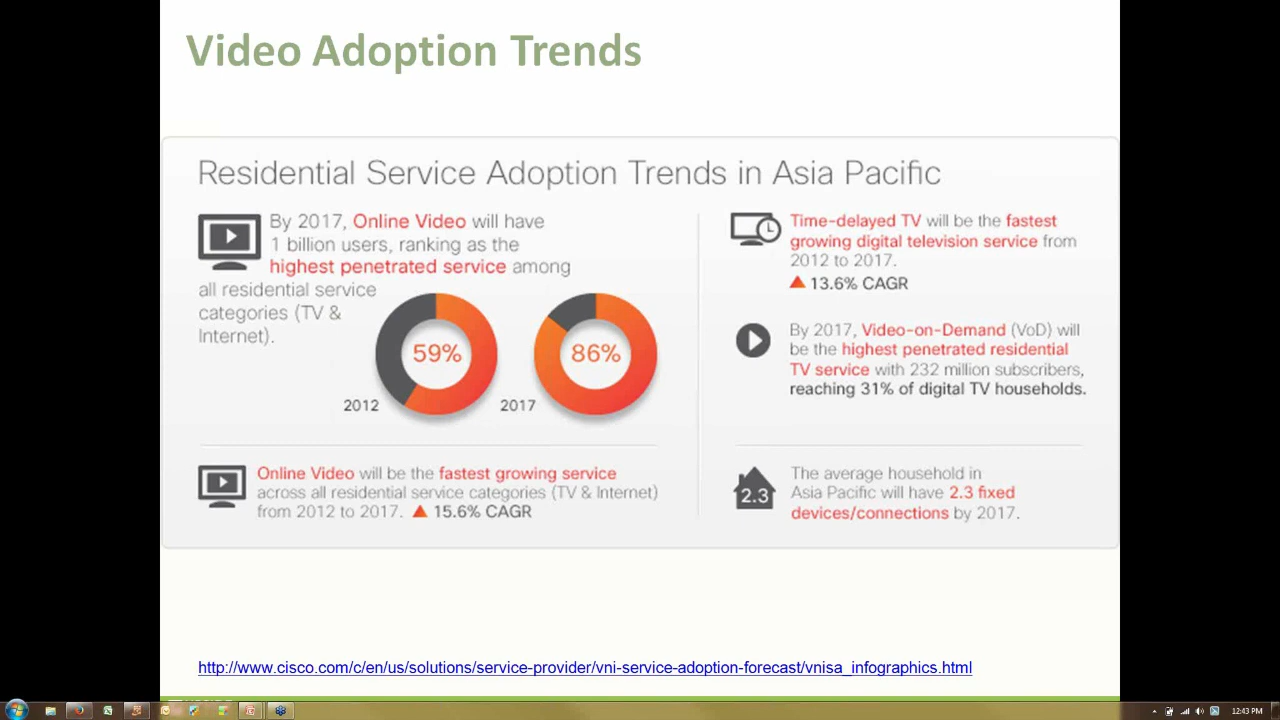 Video Adoption Trends
Residential Service Adoption Trends in Asia Pacific
By 2017, Online Video will have
1 billion users, ranking as the
highest penetrated service among
all residential service
categories (TV &
Internet).
59%
2012
86%
2017
Online Video will be the fastest growing service
across all residential service categories (TV & Internet)
from 2012 to 2017. 15.6% CAGR
Time-delayed TV will be the fastest
growing digital television service from
2012 to 2017.
13.6% CAGR
By 2017, Video-on-Demand (VoD) will
be the highest penetrated residential
TV service with 232 million subscribers,
reaching 31% of digital TV households.
2.3
The average household in
Asia Pacific will have 2.3 fixed
devices/connections by 2017.
http://www.cisco.com/c/en/us/solutions/service-provider/vni-service-adoption-forecast/vnisa_infographics.html
12:43 PM